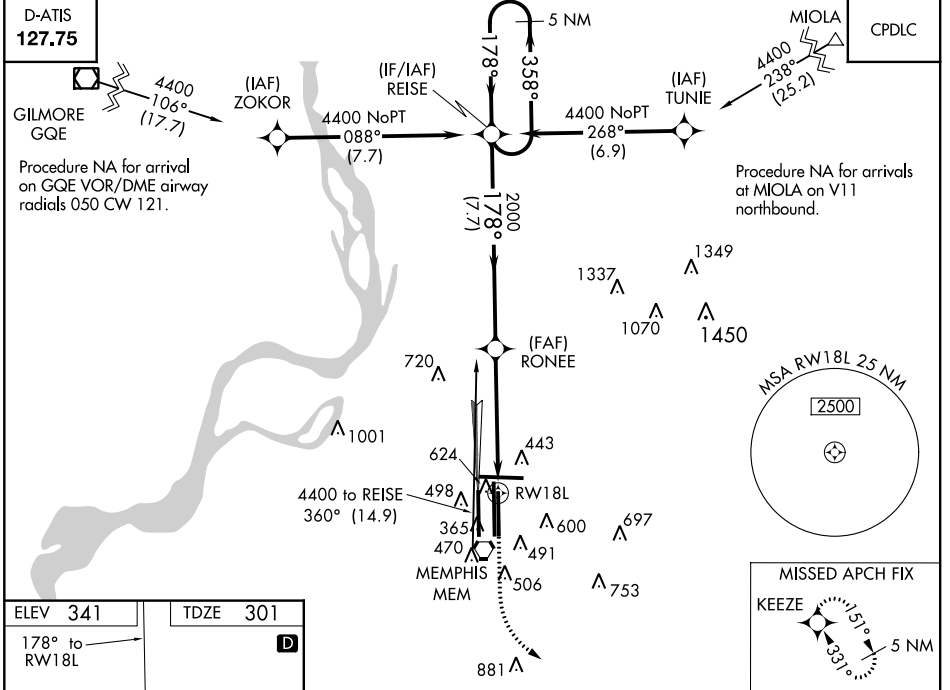 D-ATIS
127.75
5 NM
MIOLA
CPDLC
GILMORE
GQE
4400
106°
(17.7)
(IAF)
ZOKOR
(IF/IAF)
REISE
178°
358°
(IAF)
TUNIE
4400
238°
(25.2)
4400 NoPT
088°
(7.7)
4400 NoPT
268°
(6.9)
Procedure NA for arrival
on GQE VOR/DME airway
radials 050 CW 121.
Procedure NA for arrivals
at MIOLA on V11
northbound.
2000
178°
(7.7)
1337
1349
1070
1450
(FAF)
RONEE
720
1001
MSA RW18L 25 NM
2500
443
624
498
RW18L
4400 to REISE
360° (14.9)
365
600
697
470
491
MEMPHIS
MEM
506
753
881
MISSED APCH FIX
KEEZE
151°
331°
5 NM
ELEV 341
TDZE 301
178° to
RW18L
D